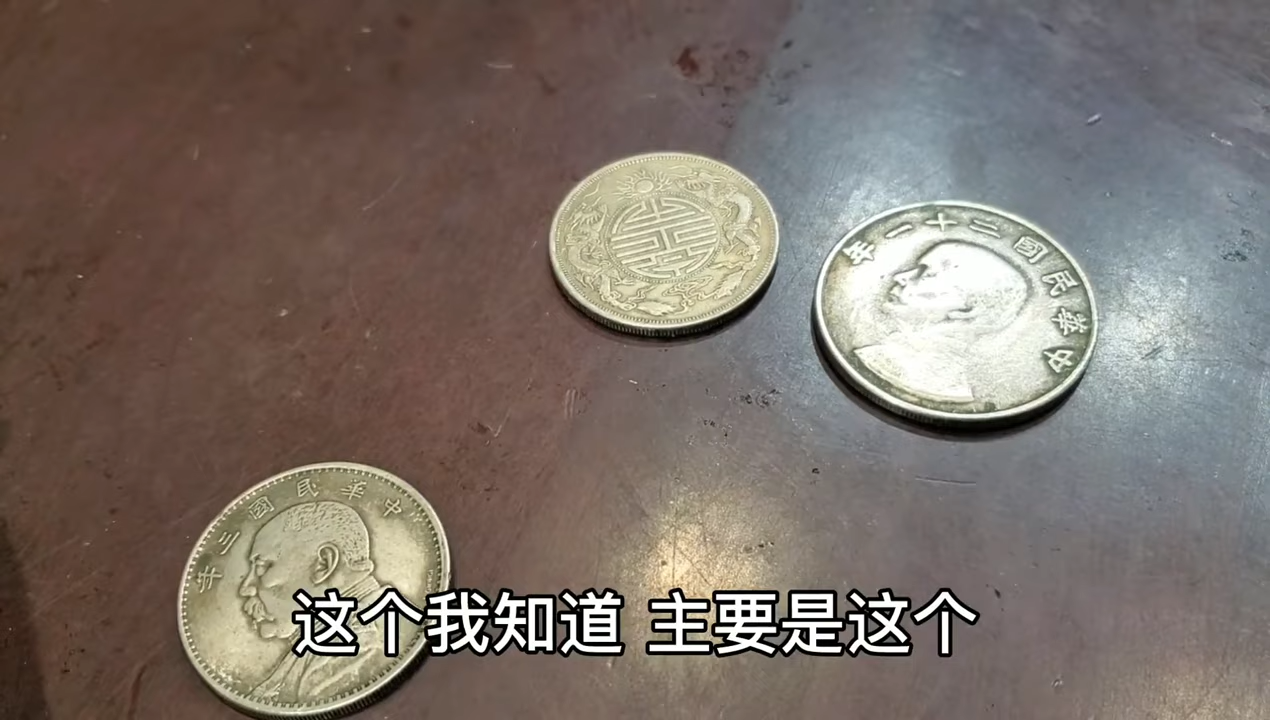 年一十二國民華中
年三國民華中
这个我知道 主要是这个